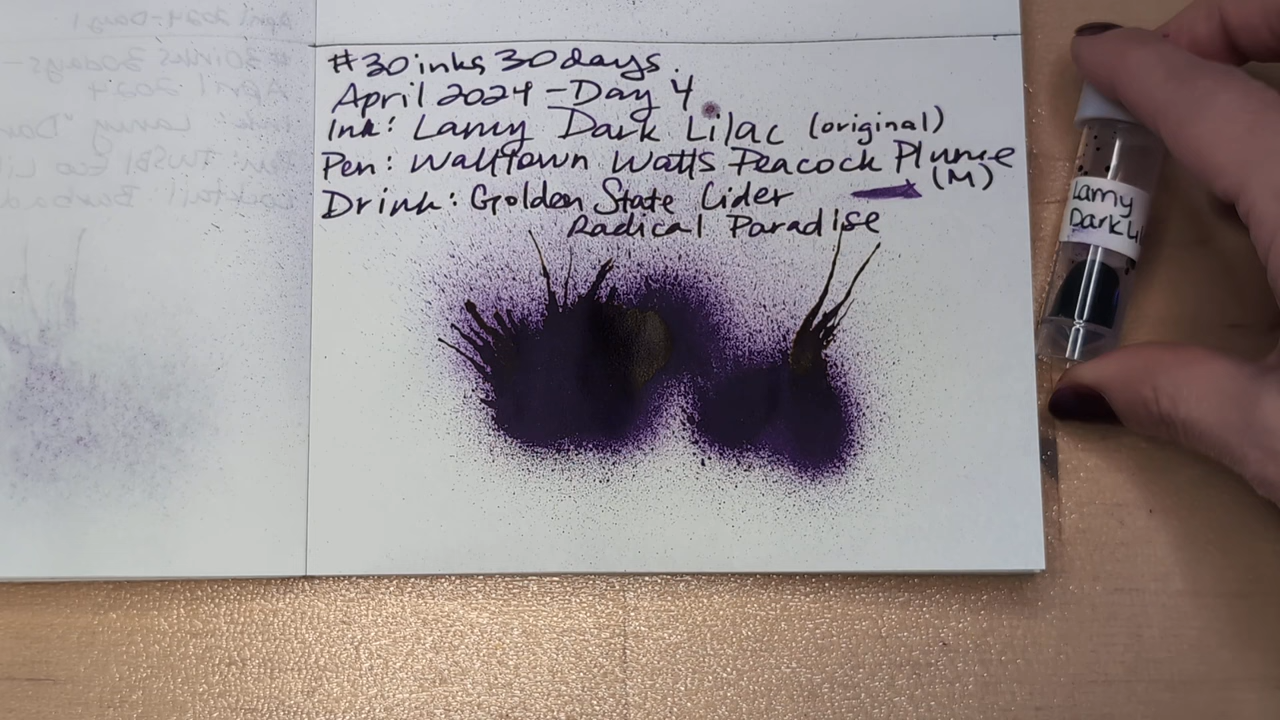 #30inks30days.
April 2024 - Day 4
Ink: Lamy Dark Lilac (original)
Pen: Walltown Watts Peacock Plume
(M)
Drink: Golden State Cider
Radical Paradise
Lamy
Dark Li